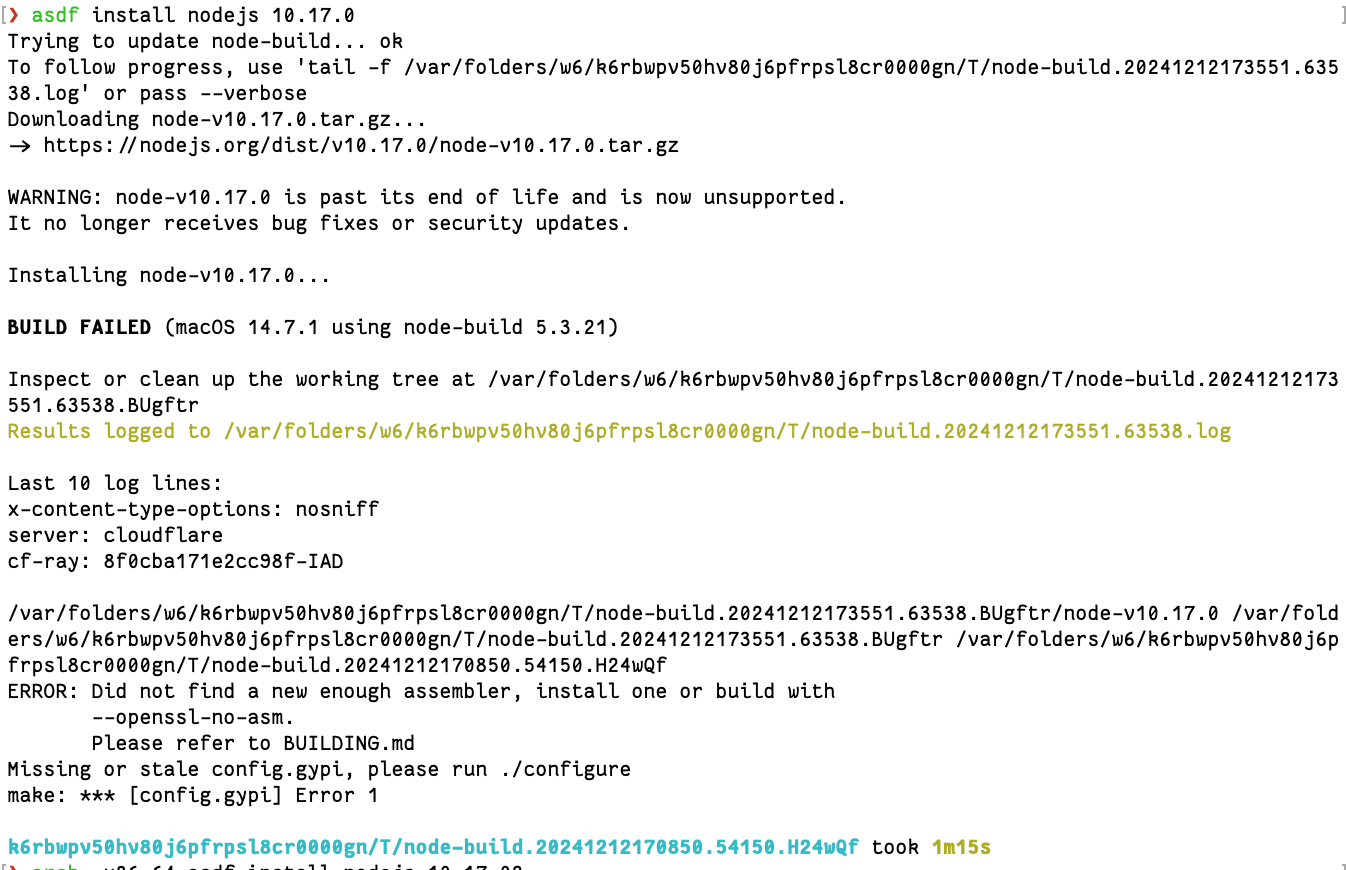 [❯ asdf install nodejs 10.17.0 ]
Trying to update node-build... ok
To follow progress, use 'tail -f /var/folders/w6/k6rbwpv50hv80j6pfrpsl8cr0000gn/T/node-build.20241212173551.635
38.log' or pass --verbose
Downloading node-v10.17.0.tar.gz...
-> https://nodejs.org/dist/v10.17.0/node-v10.17.0.tar.gz
WARNING: node-v10.17.0 is past its end of life and is now unsupported.
It no longer receives bug fixes or security updates.
Installing node-v10.17.0...
BUILD FAILED (macOS 14.7.1 using node-build 5.3.21)
Inspect or clean up the working tree at /var/folders/w6/k6rbwpv50hv80j6pfrpsl8cr0000gn/T/node-build.20241212173
551.63538.BUgftr
Results logged to /var/folders/w6/k6rbwpv50hv80j6pfrpsl8cr0000gn/T/node-build.20241212173551.63538.log
Last 10 log lines:
x-content-type-options: nosniff
server: cloudflare
cf-ray: 8f0cba171e2cc98f-IAD
/var/folders/w6/k6rbwpv50hv80j6pfrpsl8cr0000gn/T/node-build.20241212173551.63538.BUgftr/node-v10.17.0 /var/fold
ers/w6/k6rbwpv50hv80j6pfrpsl8cr0000gn/T/node-build.20241212173551.63538.BUgftr /var/folders/w6/k6rbwpv50hv80j6p
frpsl8cr0000gn/T/node-build.20241212170850.54150.H24wQf
ERROR: Did not find a new enough assembler, install one or build with
--openssl-no-asm.
Please refer to BUILDING.md
Missing or stale config.gypi, please run ./configure
make: *** [config.gypi] Error 1
k6rbwpv50hv80j6pfrpsl8cr0000gn/T/node-build.20241212170850.54150.H24wQf took 1m15s